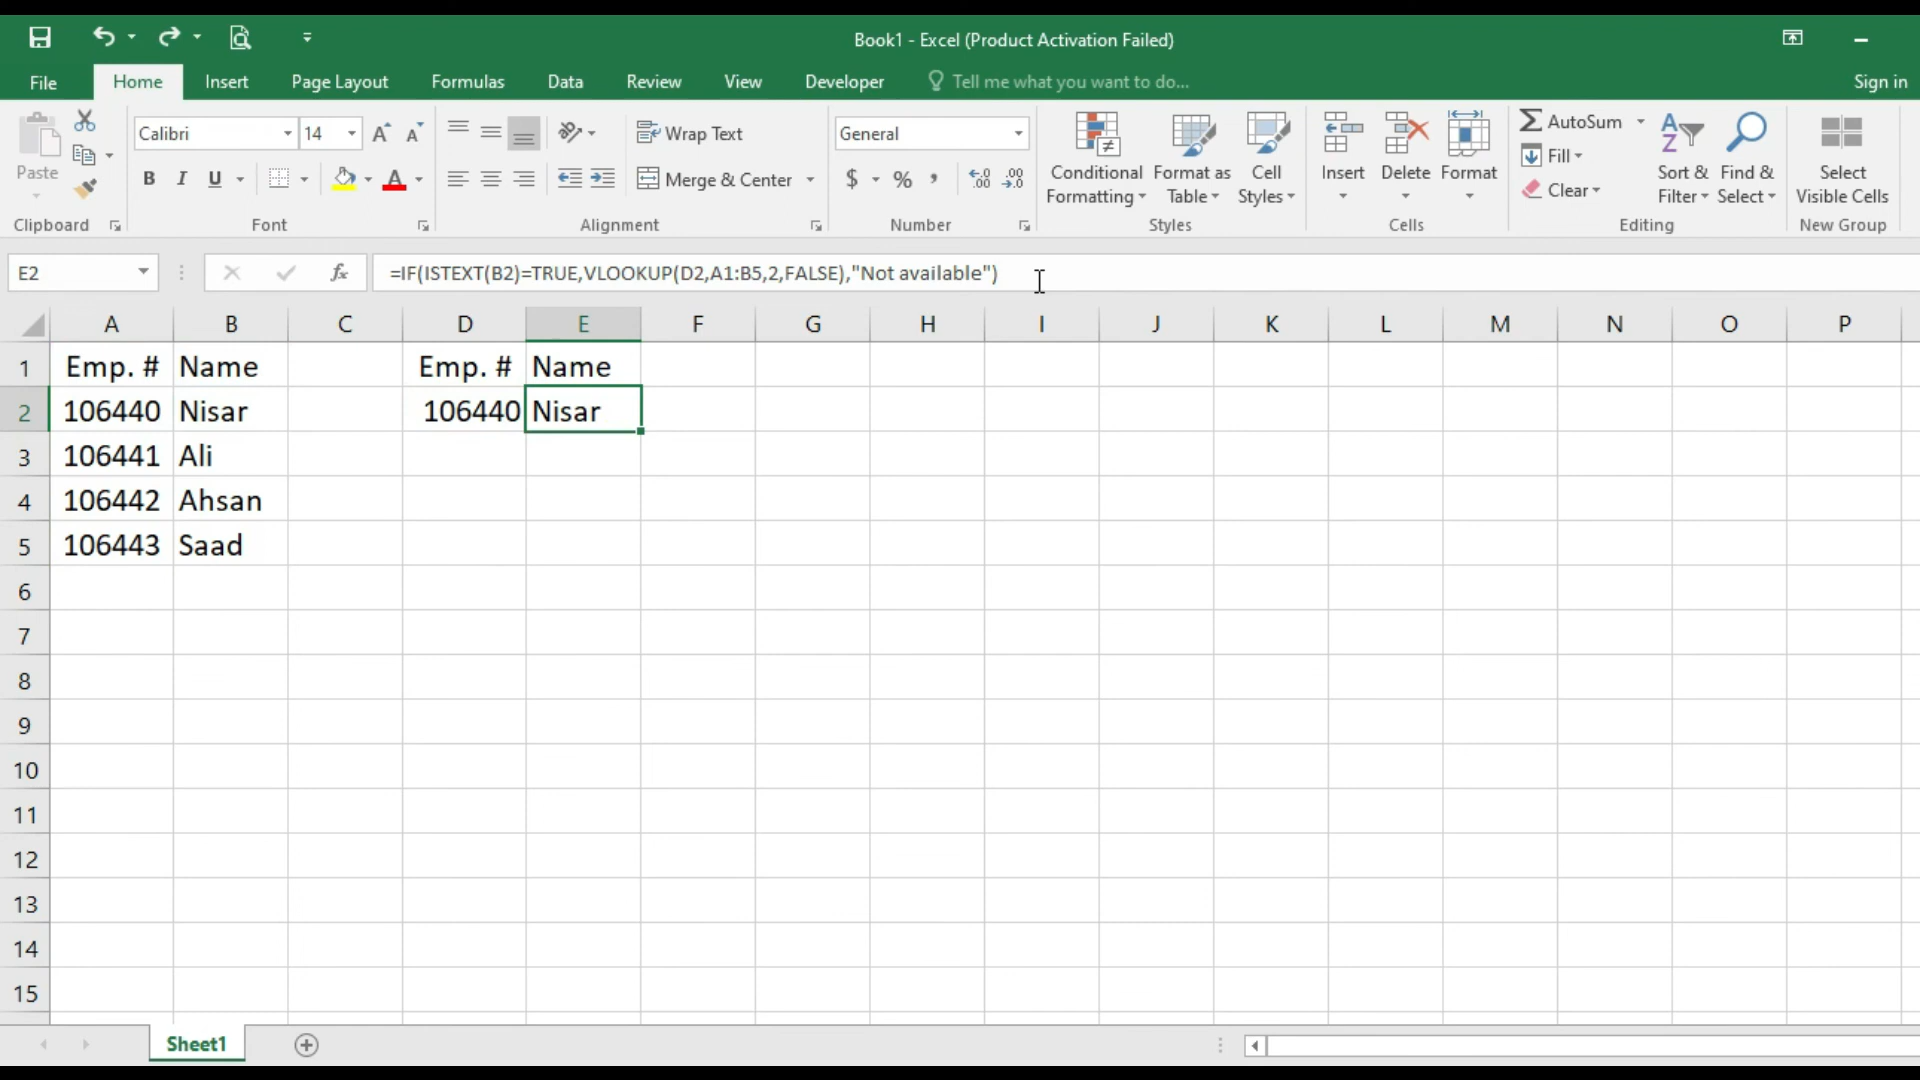 Book1 - Excel (Product Activation Failed)
File Home Insert Page Layout Formulas Data Review View Developer Tell me what you want to do... Sign in
Paste
Clipboard
Calibri 14
B I U A
Font
Wrap Text
Merge & Center
Alignment
General
$ % ,
Number
Conditional Formatting
Format as Table
Cell Styles
Styles
Insert Delete Format
Cells
AutoSum
Fill
Clear
Sort & Filter
Find & Select
Editing
Select Visible Cells
New Group
E2 fx =IF(ISTEXT(B2)=TRUE,VLOOKUP(D2,A1:B5,2,FALSE),"Not available")
A B C D E F G H I J K L M N O P
1 Emp. # Name Emp. # Name
2 106440 Nisar 106440 Nisar
3 106441 Ali
4 106442 Ahsan
5 106443 Saad
6
7
8
9
10
11
12
13
14
15
Sheet1